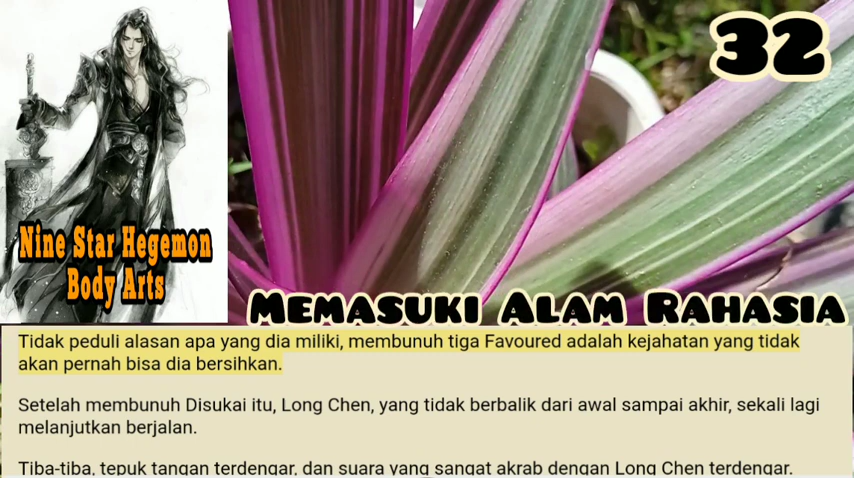 32
Nine Star Hegemon
Body Arts
Memasuki Alam Rahasia
Tidak peduli alasan apa yang dia miliki, membunuh tiga Favoured adalah kejahatan yang tidak
akan pernah bisa dia bersihkan.
Setelah membunuh Disukai itu, Long Chen, yang tidak berbalik dari awal sampai akhir, sekali lagi
melanjutkan berjalan.
Tiba-tiba, tepuk tangan terdengar, dan suara yang sangat akrab dengan Long Chen terdengar.